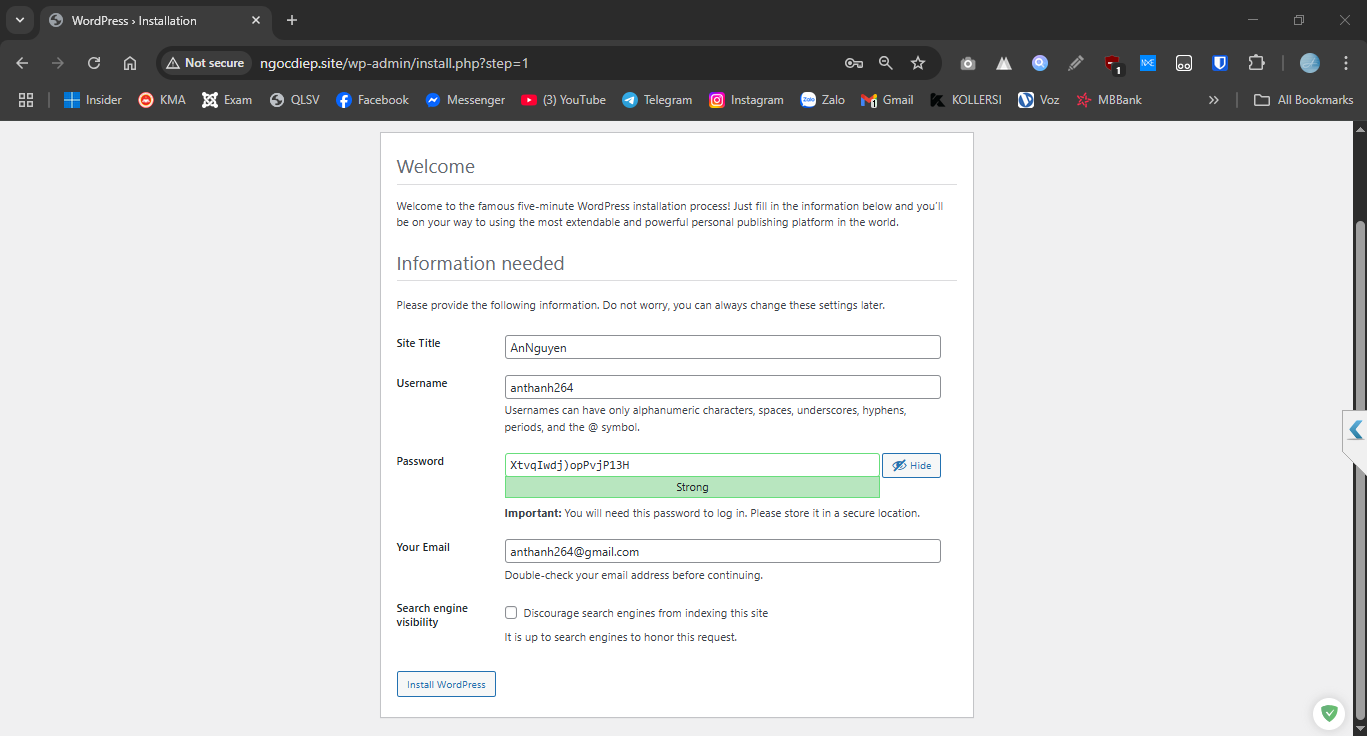 WordPress › Installation
Not secure
ngocdiep.site/wp-admin/install.php?step=1
1
Insider
KMA
Exam
QLSV
Facebook
Messenger
(3) YouTube
Telegram
Instagram
Zalo
Gmail
KOLLERSI
Voz
MBBank
»
All Bookmarks
Welcome
Welcome to the famous five-minute WordPress installation process! Just fill in the information below and you'll
be on your way to using the most extendable and powerful personal publishing platform in the world.
Information needed
Please provide the following information. Do not worry, you can always change these settings later.
Site Title
AnNguyen
Username
anthanh264
Usernames can have only alphanumeric characters, spaces, underscores, hyphens,
periods, and the @ symbol.
Password
XtvqIwdj)opPvjP13H
Hide
Strong
Important: You will need this password to log in. Please store it in a secure location.
Your Email
anthanh264@gmail.com
Double-check your email address before continuing.
Search engine
visibility
Discourage search engines from indexing this site
It is up to search engines to honor this request.
Install WordPress